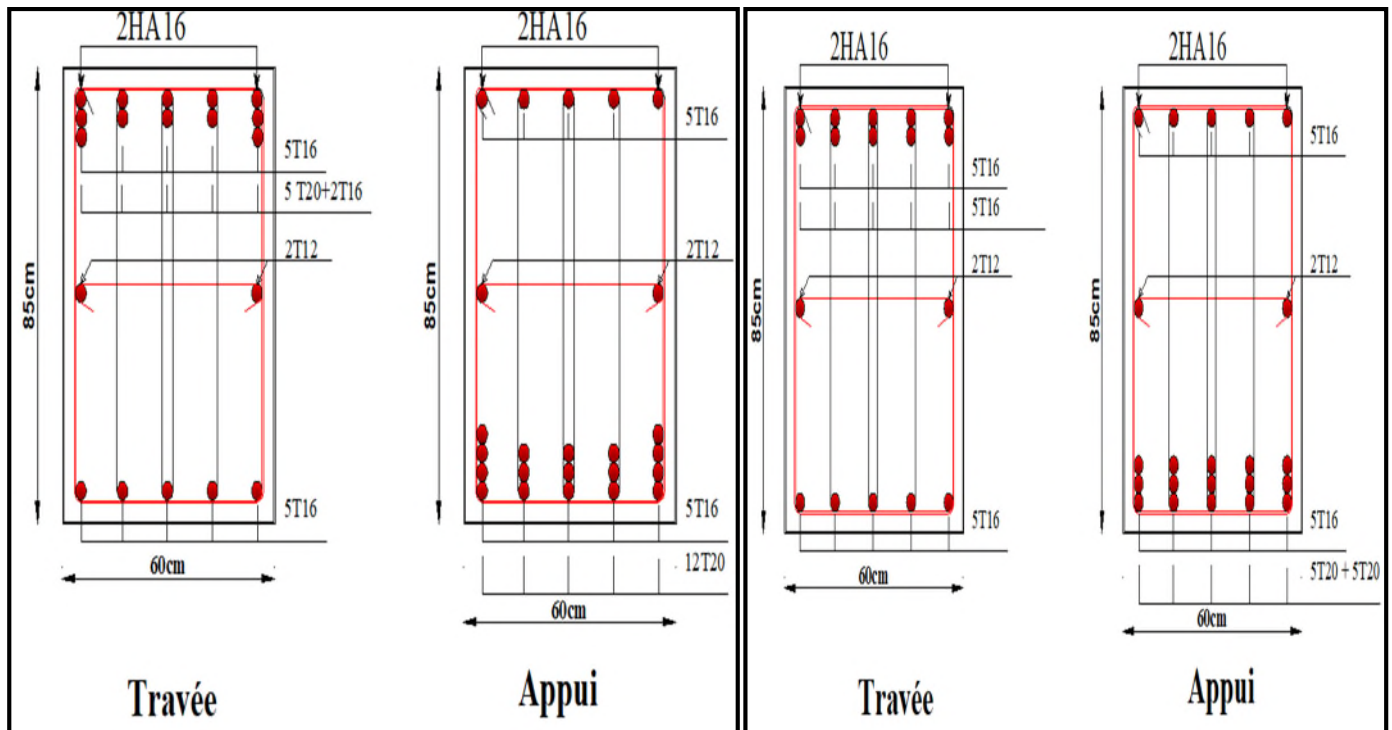 2HA16
5T16
5 T20+2T16
2T12
85cm
5T16
60cm
Travée
2HA16
5T16
2T12
85cm
5T16
12T20
60cm
Appui
2HA16
5T16
5T16
2T12
85cm
5T16
60cm
Travée
2HA16
5T16
2T12
85cm
5T16
5T20 + 5T20
60cm
Appui